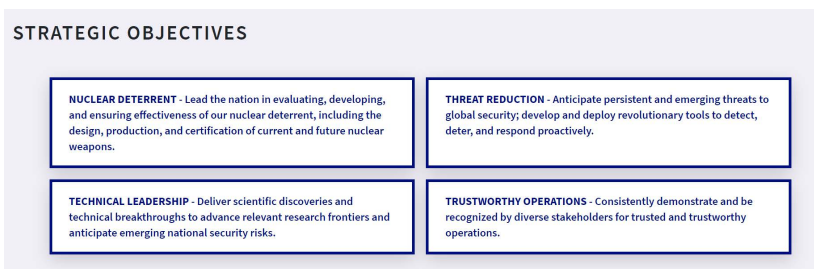 STRATEGIC OBJECTIVES
NUCLEAR DETERRENT - Lead the nation in evaluating, developing,
and ensuring effectiveness of our nuclear deterrent, including the
design, production, and certification of current and future nuclear
weapons.
THREAT REDUCTION - Anticipate persistent and emerging threats to
global security; develop and deploy revolutionary tools to detect,
deter, and respond proactively.
TECHNICAL LEADERSHIP - Deliver scientific discoveries and
technical breakthroughs to advance relevant research frontiers and
anticipate emerging national security risks.
TRUSTWORTHY OPERATIONS - Consistently demonstrate and be
recognized by diverse stakeholders for trusted and trustworthy
operations.